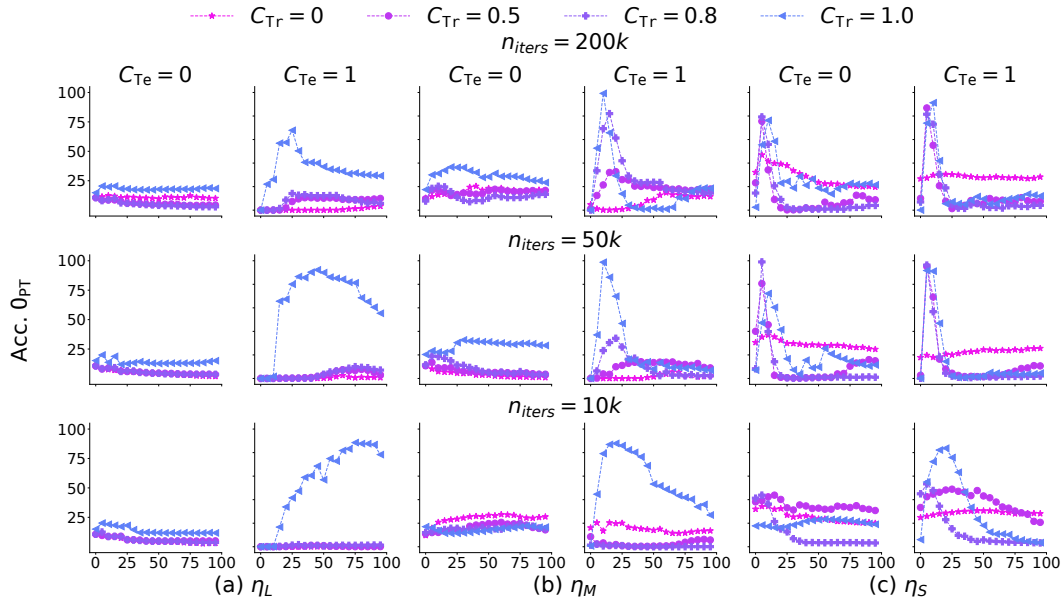 C_Tr = 0 C_Tr = 0.5 C_Tr = 0.8 C_Tr = 1.0
n_iters = 200k
C_Te = 0 C_Te = 1 C_Te = 0 C_Te = 1 C_Te = 0 C_Te = 1
100
75
50
25
n_iters = 50k
100
75
50
25
Acc. 0_PT
n_iters = 10k
100
75
50
25
0 25 50 75 100 0 25 50 75 100 0 25 50 75 100 0 25 50 75 100 0 25 50 75 100 0 25 50 75 100
(a) η_L (b) η_M (c) η_S